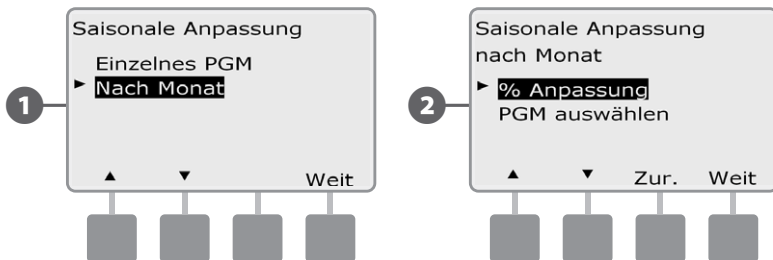 1
Saisonale Anpassung
Einzelnes PGM
► Nach Monat
▲ ▼ Weit
2
Saisonale Anpassung
nach Monat
► % Anpassung
PGM auswählen
▲ ▼ Zur. Weit